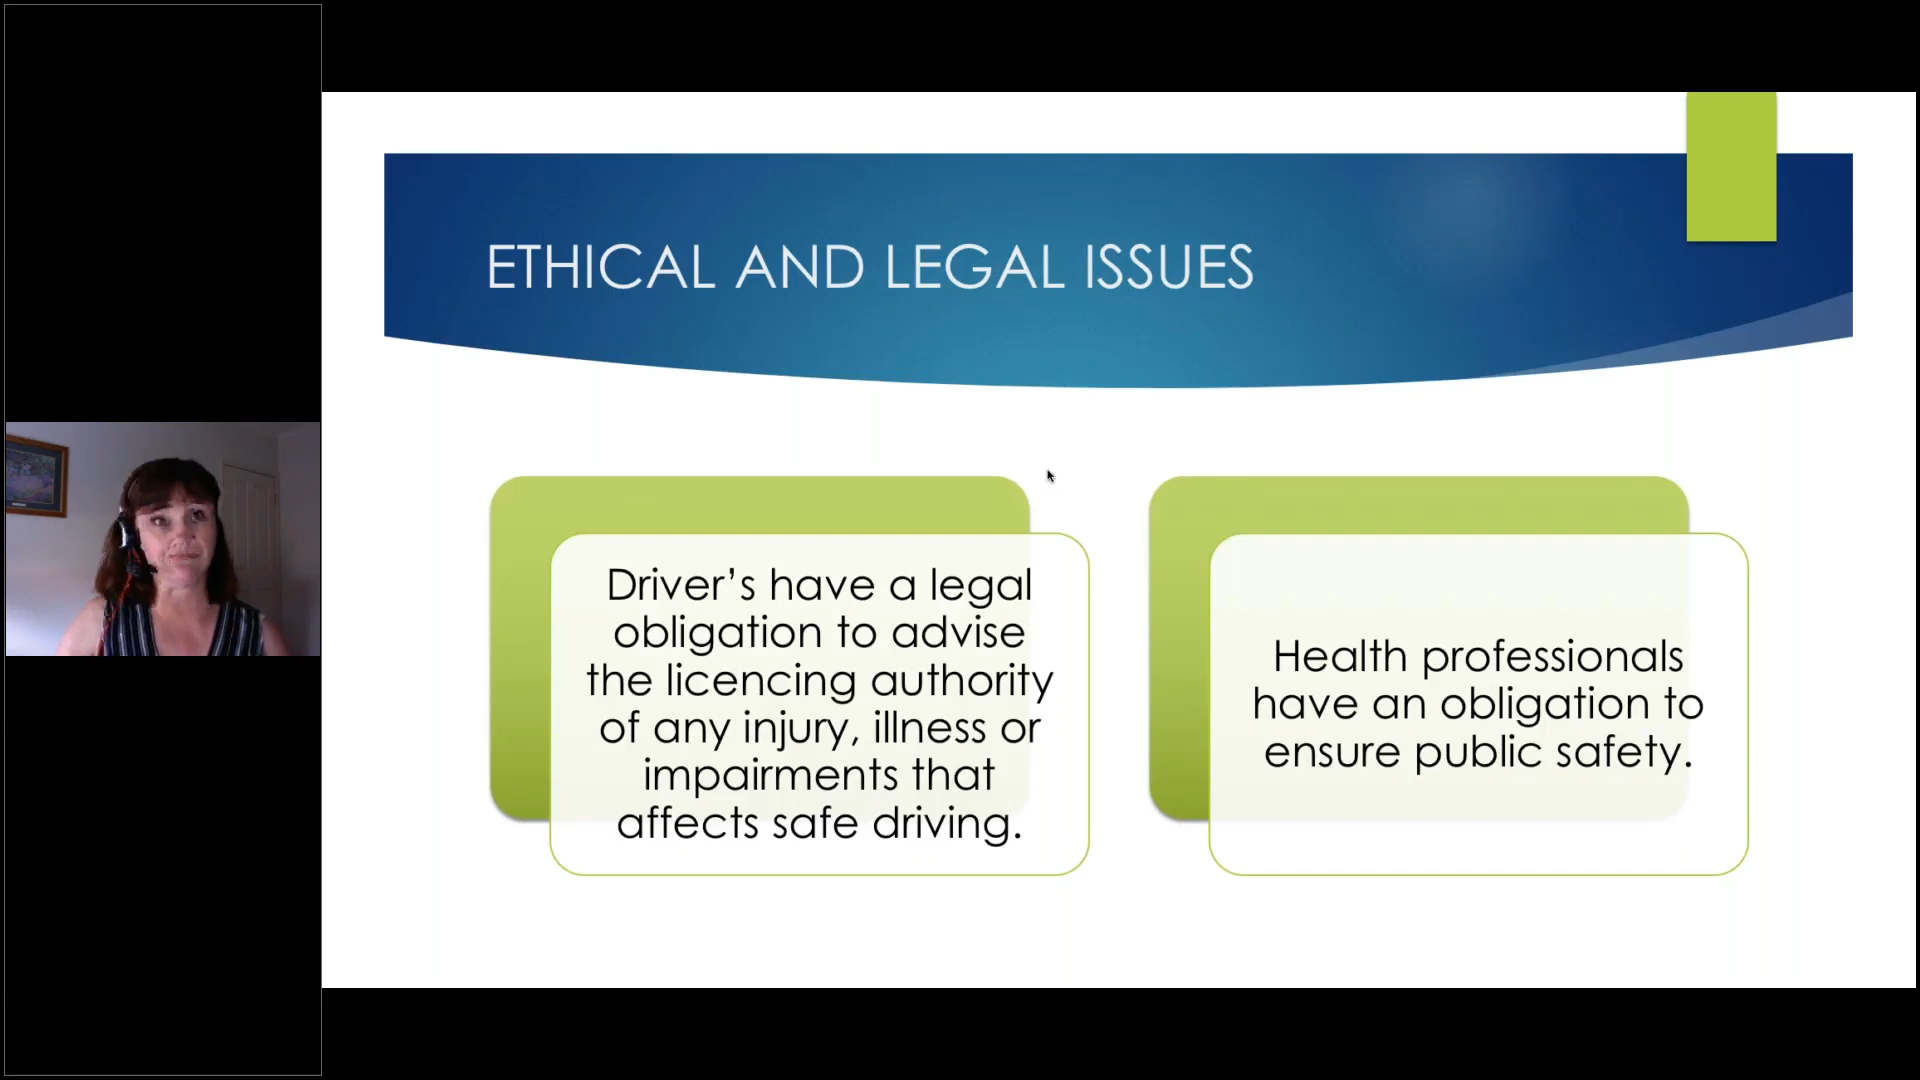 ETHICAL AND LEGAL ISSUES
Driver’s have a legal
obligation to advise
the licencing authority
of any injury, illness or
impairments that
affects safe driving.
Health professionals
have an obligation to
ensure public safety.